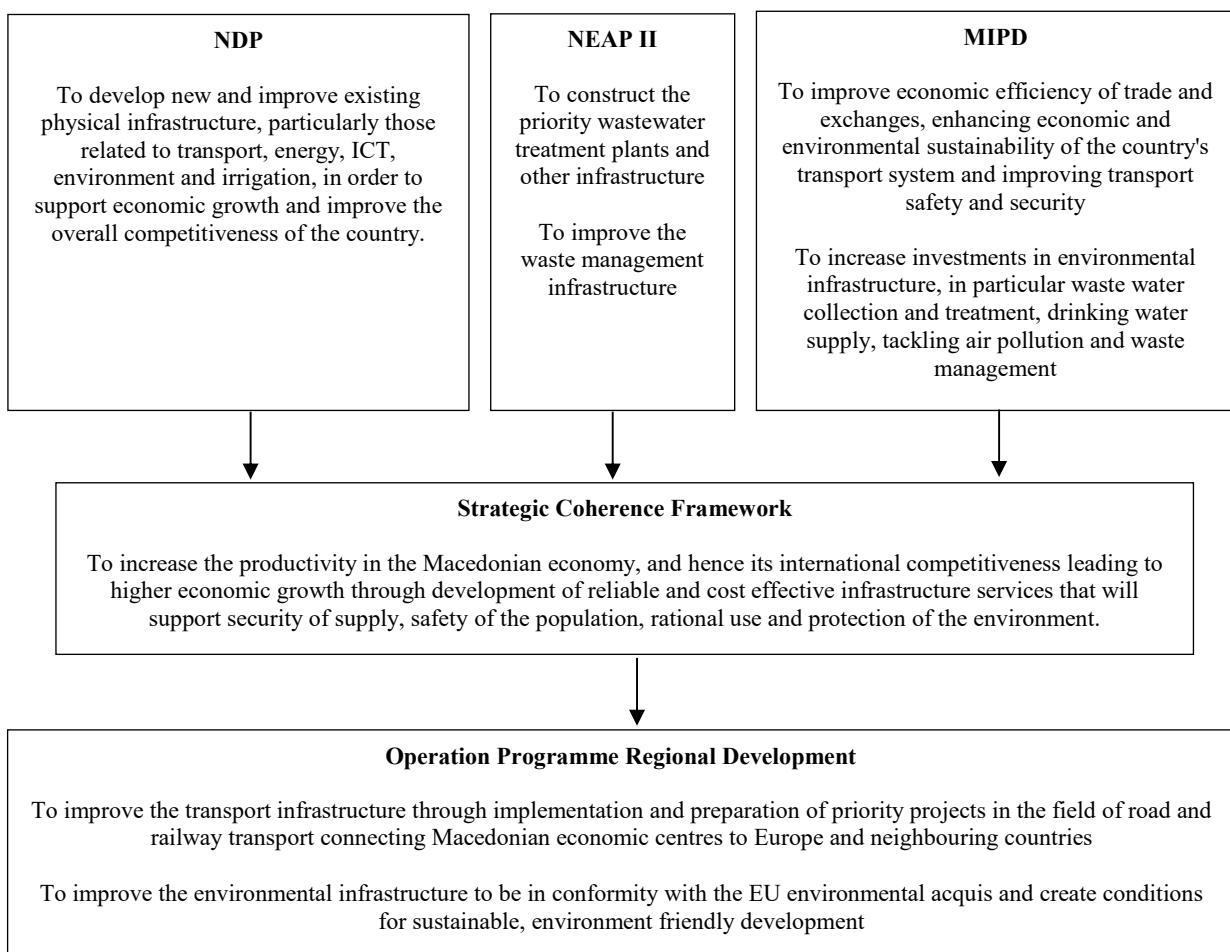 NDP
To develop new and improve existing
physical infrastructure, particularly those
related to transport, energy, ICT,
environment and irrigation, in order to
support economic growth and improve the
overall competitiveness of the country.
NEAP II
To construct the
priority wastewater
treatment plants and
other infrastructure
To improve the
waste management
infrastructure
MIPD
To improve economic efficiency of trade and
exchanges, enhancing economic and
environmental sustainability of the country's
transport system and improving transport
safety and security
To increase investments in environmental
infrastructure, in particular waste water
collection and treatment, drinking water
supply, tackling air pollution and waste
management
Strategic Coherence Framework
To increase the productivity in the Macedonian economy, and hence its international competitiveness leading to
higher economic growth through development of reliable and cost effective infrastructure services that will
support security of supply, safety of the population, rational use and protection of the environment.
Operation Programme Regional Development
To improve the transport infrastructure through implementation and preparation of priority projects in the field of road and
railway transport connecting Macedonian economic centres to Europe and neighbouring countries
To improve the environmental infrastructure to be in conformity with the EU environmental acquis and create conditions
for sustainable, environment friendly development